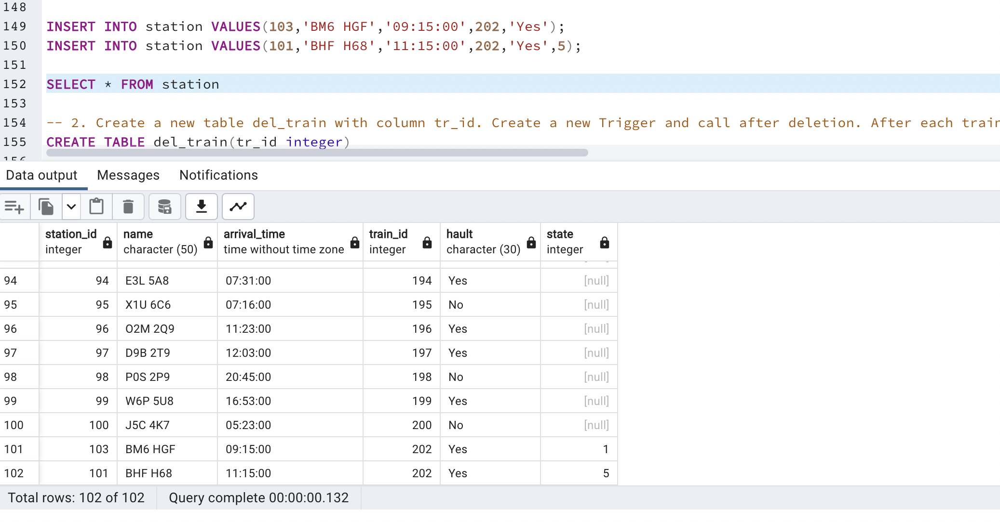 148
149 INSERT INTO station VALUES(103,'BM6 HGF','09:15:00',202,'Yes');
150 INSERT INTO station VALUES(101,'BHF H68','11:15:00',202,'Yes',5);
151
152 SELECT * FROM station
153
154 -- 2. Create a new table del_train with column tr_id. Create a new Trigger and call after deletion. After each train
155 CREATE TABLE del_train(tr_id integer)
156
Data output Messages Notifications
station_id name arrival_time train_id hault state
integer character (50) time without time zone integer character (30) integer
94 94 E3L 5A8 07:31:00 194 Yes [null]
95 95 X1U 6C6 07:16:00 195 No [null]
96 96 O2M 2Q9 11:23:00 196 Yes [null]
97 97 D9B 2T9 12:03:00 197 Yes [null]
98 98 P0S 2P9 20:45:00 198 No [null]
99 99 W6P 5U8 16:53:00 199 Yes [null]
100 100 J5C 4K7 05:23:00 200 No [null]
101 103 BM6 HGF 09:15:00 202 Yes 1
102 101 BHF H68 11:15:00 202 Yes 5
Total rows: 102 of 102 Query complete 00:00:00.132